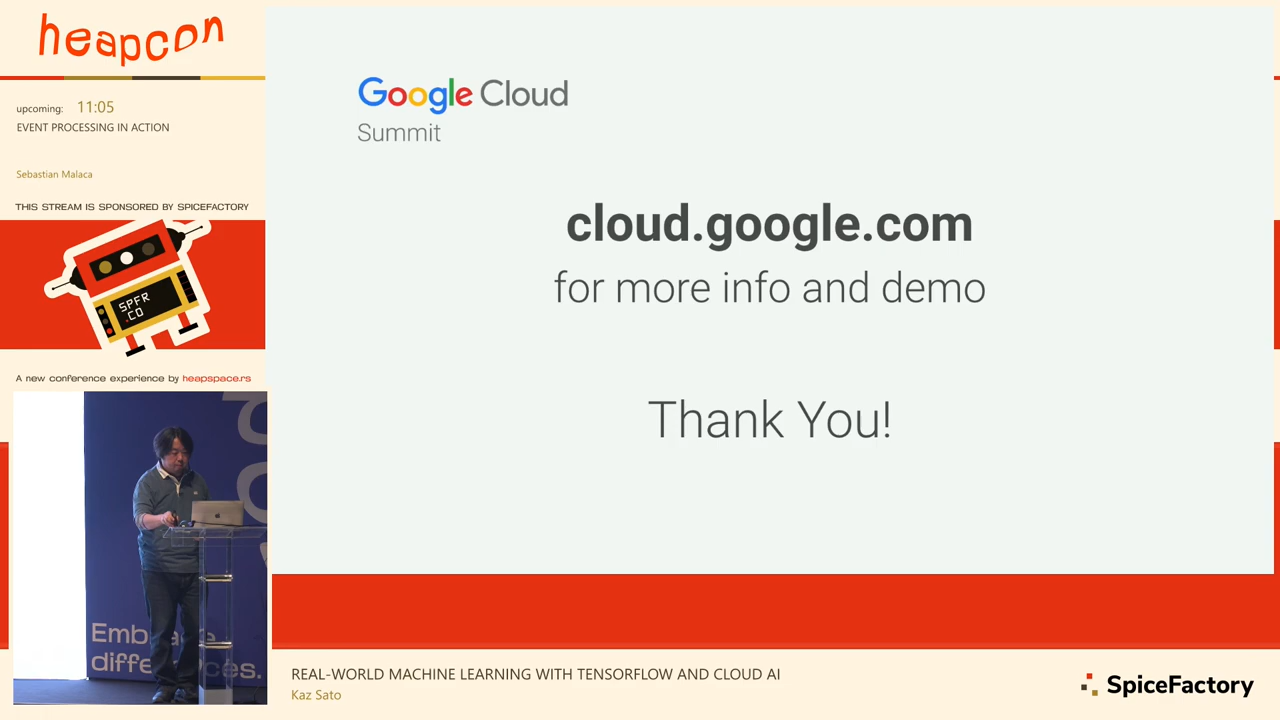 heapcon
upcoming: 11:05
EVENT PROCESSING IN ACTION
Sebastian Malaca
THIS STREAM IS SPONSORED BY SPICEFACTORY
SPFR
.CO
A new conference experience by heapspace.rs
Google Cloud
Summit
cloud.google.com
for more info and demo
Thank You!
Embrace
differences.
REAL-WORLD MACHINE LEARNING WITH TENSORFLOW AND CLOUD AI
Kaz Sato
SpiceFactory